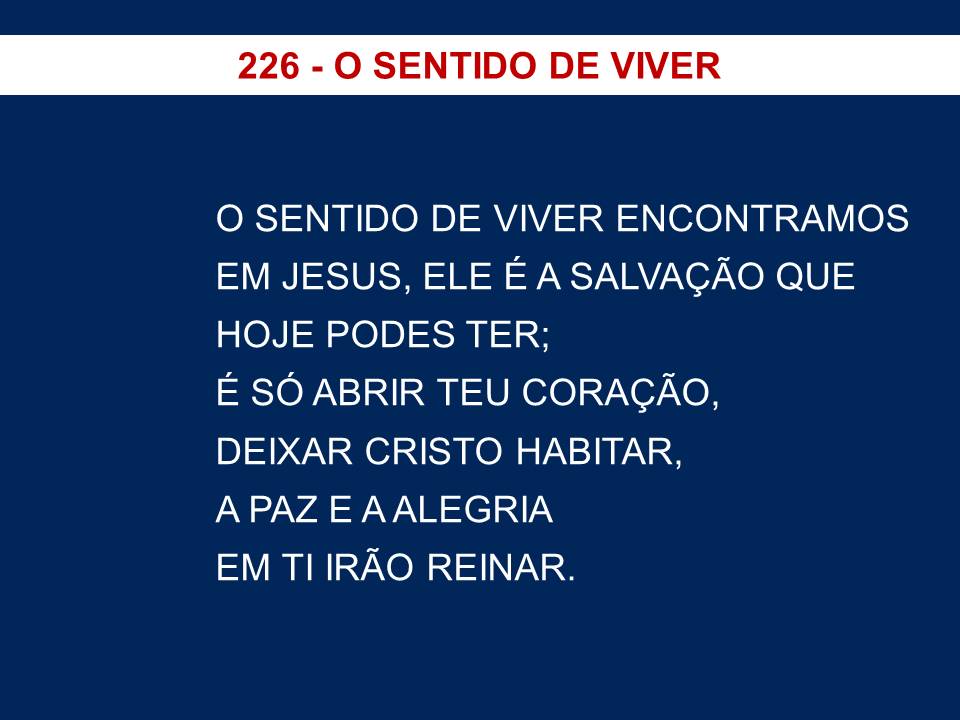 226 - O SENTIDO DE VIVER
O SENTIDO DE VIVER ENCONTRAMOS
EM JESUS, ELE É A SALVAÇÃO QUE
HOJE PODES TER;
É SÓ ABRIR TEU CORAÇÃO,
DEIXAR CRISTO HABITAR,
A PAZ E A ALEGRIA
EM TI IRÃO REINAR.